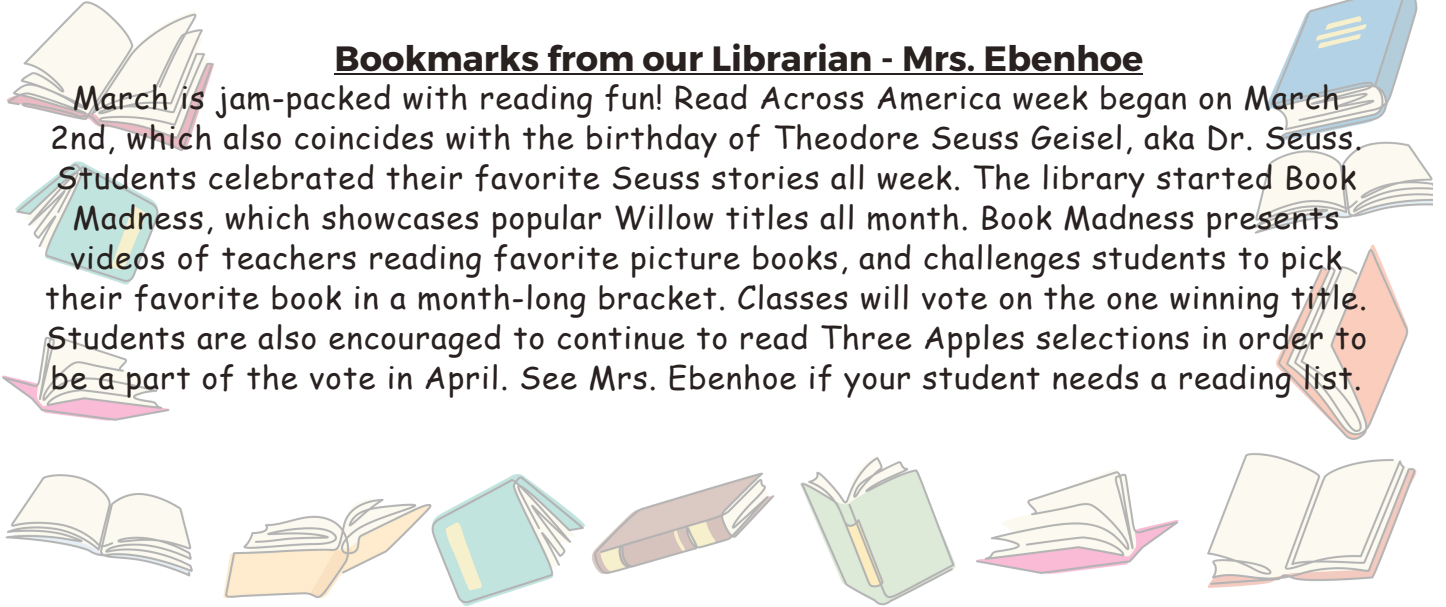 Bookmarks from our Librarian - Mrs. Ebenhoe
March is jam-packed with reading fun! Read Across America week began on March
2nd, which also coincides with the birthday of Theodore Seuss Geisel, aka Dr. Seuss.
Students celebrated their favorite Seuss stories all week. The library started Book
Madness, which showcases popular Willow titles all month. Book Madness presents
videos of teachers reading favorite picture books, and challenges students to pick
their favorite book in a month-long bracket. Classes will vote on the one winning title.
Students are also encouraged to continue to read Three Apples selections in order to
be a part of the vote in April. See Mrs. Ebenhoe if your student needs a reading list.